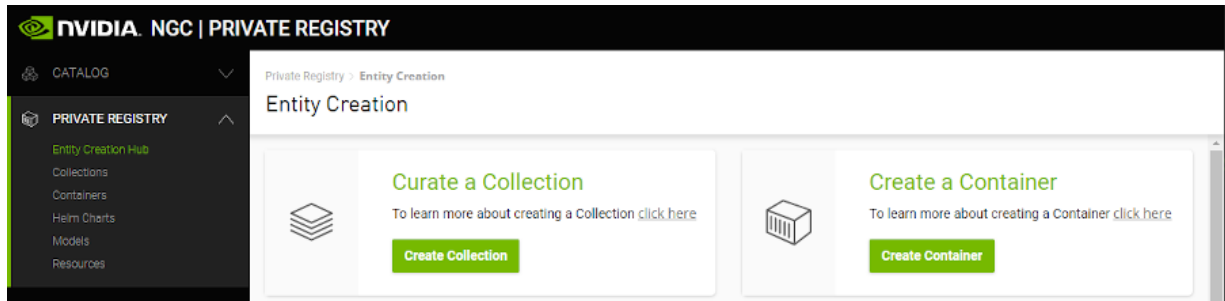 NVIDIA. NGC | PRIVATE REGISTRY
CATALOG
PRIVATE REGISTRY
Entity Creation Hub
Collections
Containers
Helm Charts
Models
Resources
Private Registry > Entity Creation
Entity Creation
Curate a Collection
To learn more about creating a Collection click here
Create Collection
Create a Container
To learn more about creating a Container click here
Create Container